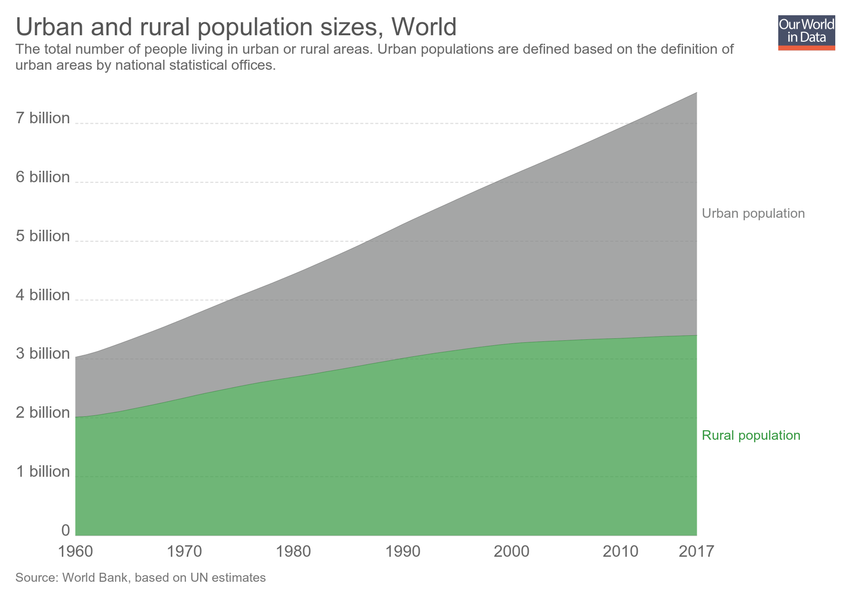 Urban and rural population sizes, World
Our World
in Data
The total number of people living in urban or rural areas. Urban populations are defined based on the definition of
urban areas by national statistical offices.
7 billion
6 billion
5 billion
4 billion
3 billion
2 billion
1 billion
0
Urban population
Rural population
1960 1970 1980 1990 2000 2010 2017
Source: World Bank, based on UN estimates